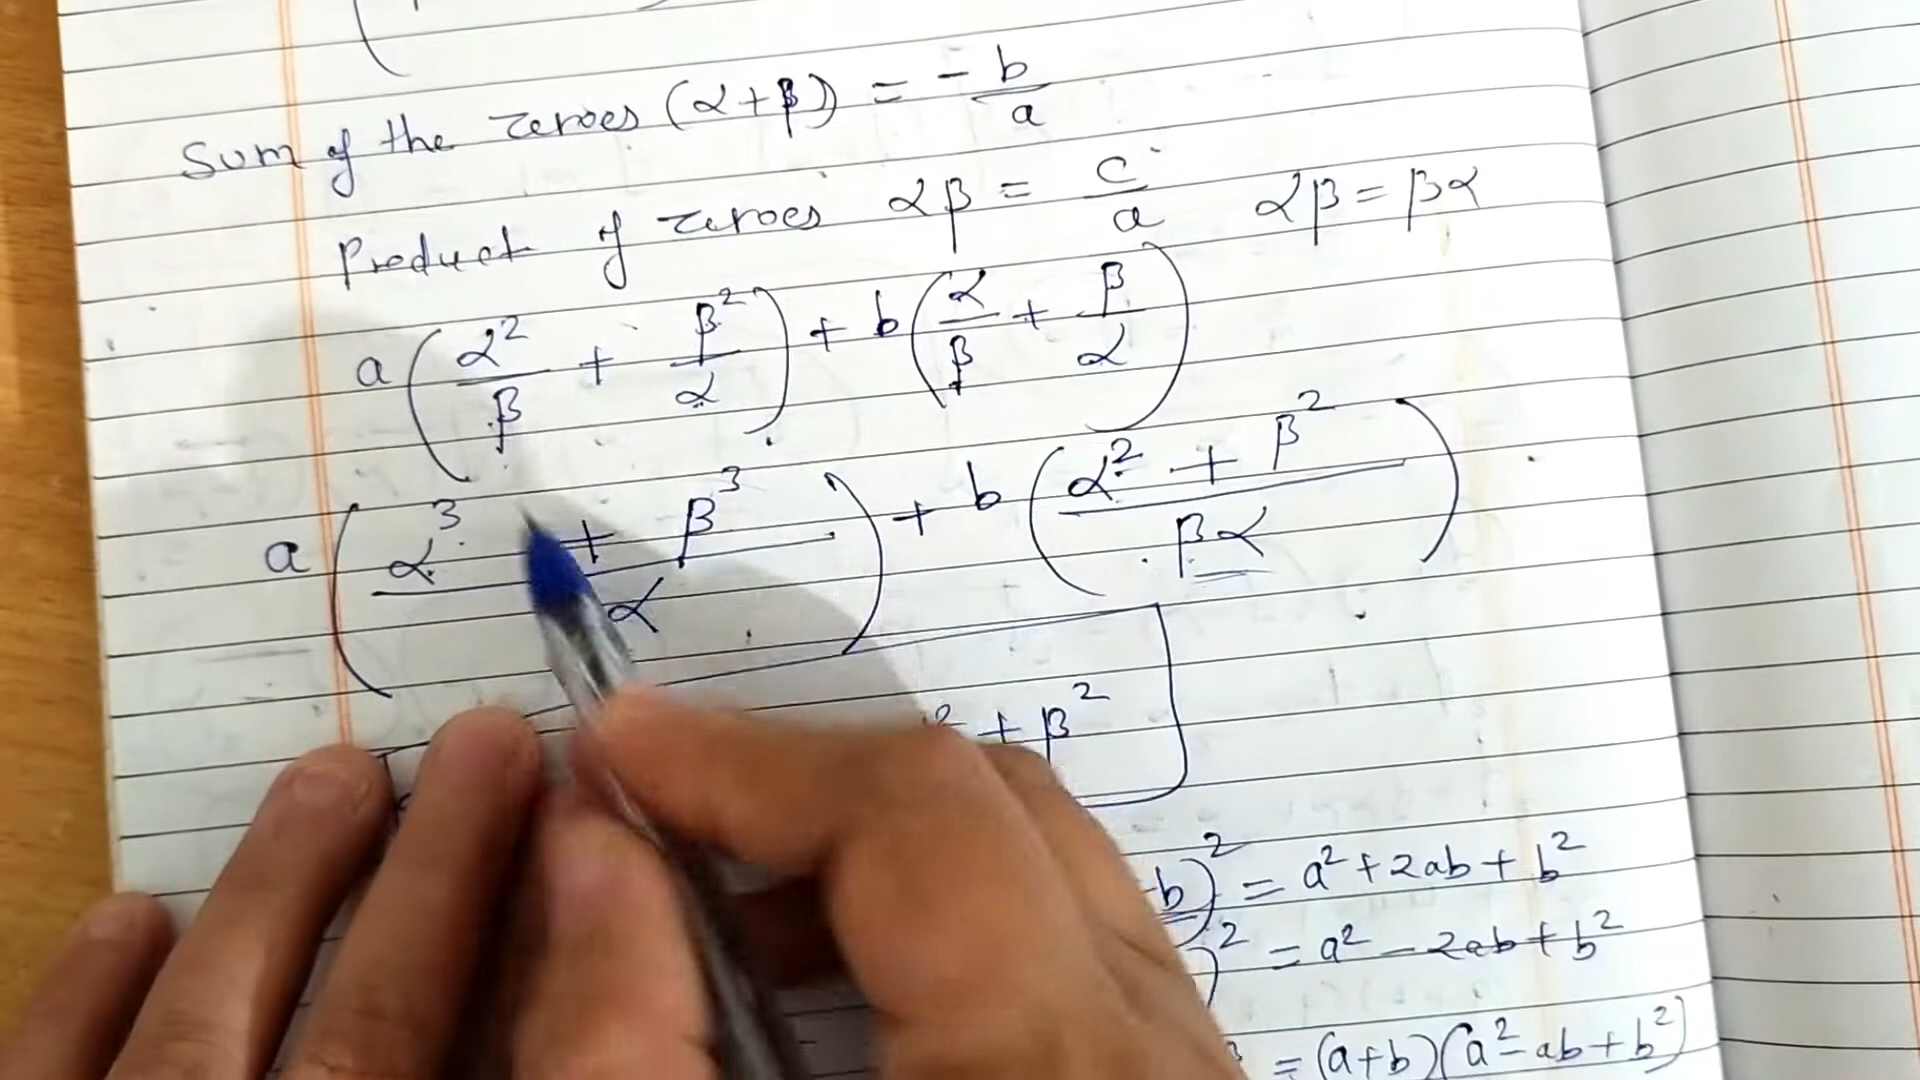 Sum of the zeroes (α+β) = -b/a
Product of zeroes αβ = c/a αβ = βα
a(α²/β + β²/α) + b(α/β + β/α)
a(α³ + β³/α) + b(α² + β²/βα)
² + β²
-b)² = a² + 2ab + b²
)² = a² - 2ab + b²
= (a+b)(a² - ab + b²)